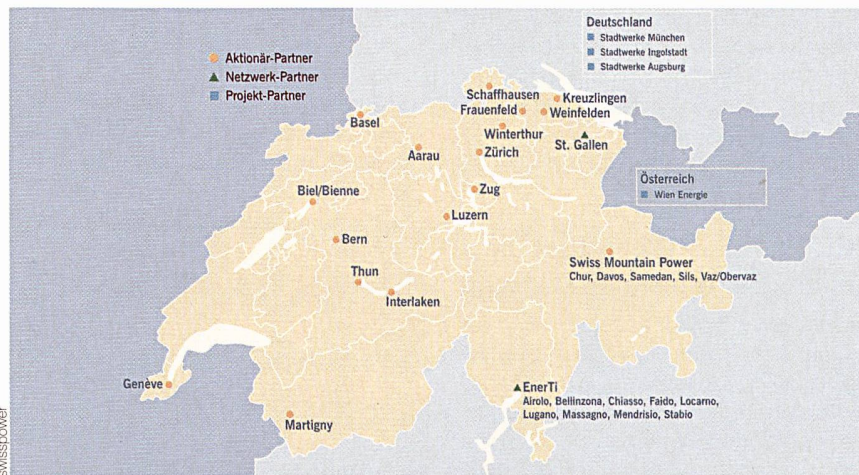 Aktionär-Partner
Netzwerk-Partner
Projekt-Partner
Deutschland
Stadtwerke München
Stadtwerke Ingolstadt
Stadtwerke Augsburg
Schaffhausen
Kreuzlingen
Frauenfeld
Weinfelden
Basel
Winterthur
St. Gallen
Aarau
Zürich
Österreich
Wien Energie
Biel/Bienne
Zug
Luzern
Bern
Swiss Mountain Power
Chur, Davos, Samedan, Sils, Vaz/Obervaz
Thun
Interlaken
Genève
EnerTi
Airolo, Bellinzona, Chiasso, Faido, Locarno,
Lugano, Massagno, Mendrisio, Stabio
Martigny
swisspower